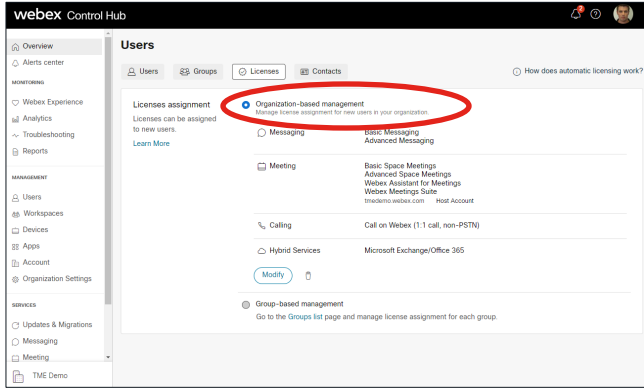 webex Control Hub
2
Overview
Alerts center
MONITORING
Webex Experience
Analytics
Troubleshooting
Reports
MANAGEMENT
Users
Workspaces
Devices
Apps
Account
Organization Settings
SERVICES
Updates & Migrations
Messaging
Meeting
TME Demo
Users
Users
Groups
Licenses
Contacts
How does automatic licensing work?
Licenses assignment
Licenses can be assigned
to new users.
Learn More
Organization-based management
Manage license assignment for new users in your organization.
Messaging
Basic Messaging
Advanced Messaging
Meeting
Basic Space Meetings
Advanced Space Meetings
Webex Assistant for Meetings
Webex Meetings Suite
tmedemo.webex.com Host Account
Calling
Call on Webex (1:1 call, non-PSTN)
Hybrid Services
Microsoft Exchange/Office 365
Modify
Group-based management
Go to the Groups list page and manage license assignment for each group.